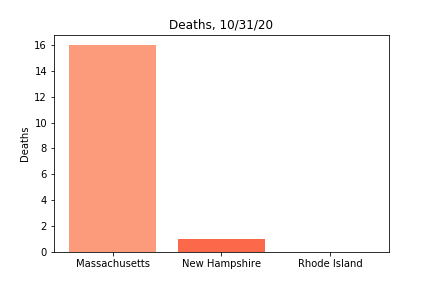 Deaths, 10/31/20
16
14
12
10
8
6
4
2
0
Deaths
Massachusetts
New Hampshire
Rhode Island